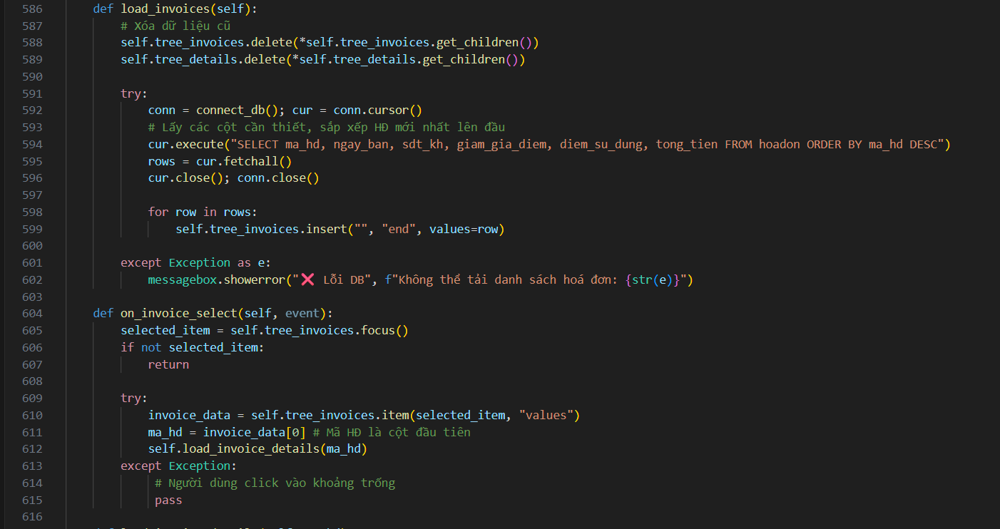 586 def load_invoices(self):
587 # Xóa dữ liệu cũ
588 self.tree_invoices.delete(*self.tree_invoices.get_children())
589 self.tree_details.delete(*self.tree_details.get_children())
590
591 try:
592 conn = connect_db(); cur = conn.cursor()
593 # Lấy các cột cần thiết, sắp xếp HĐ mới nhất lên đầu
594 cur.execute("SELECT ma_hd, ngay_ban, sdt_kh, giam_gia_diem, diem_su_dung, tong_tien FROM hoadon ORDER BY ma_hd DESC")
595 rows = cur.fetchall()
596 cur.close(); conn.close()
597
598 for row in rows:
599 self.tree_invoices.insert("", "end", values=row)
600
601 except Exception as e:
602 messagebox.showerror("❌ Lỗi DB", f"Không thể tải danh sách hoá đơn: {str(e)}")
603
604 def on_invoice_select(self, event):
605 selected_item = self.tree_invoices.focus()
606 if not selected_item:
607 return
608
609 try:
610 invoice_data = self.tree_invoices.item(selected_item, "values")
611 ma_hd = invoice_data[0] # Mã HĐ là cột đầu tiên
612 self.load_invoice_details(ma_hd)
613 except Exception:
614 # Người dùng click vào khoảng trống
615 pass
616